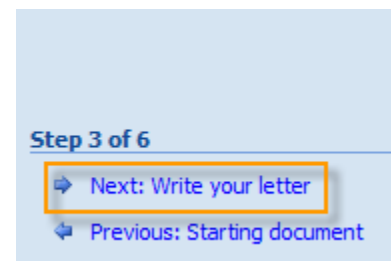 Step 3 of 6
Next: Write your letter
Previous: Starting document